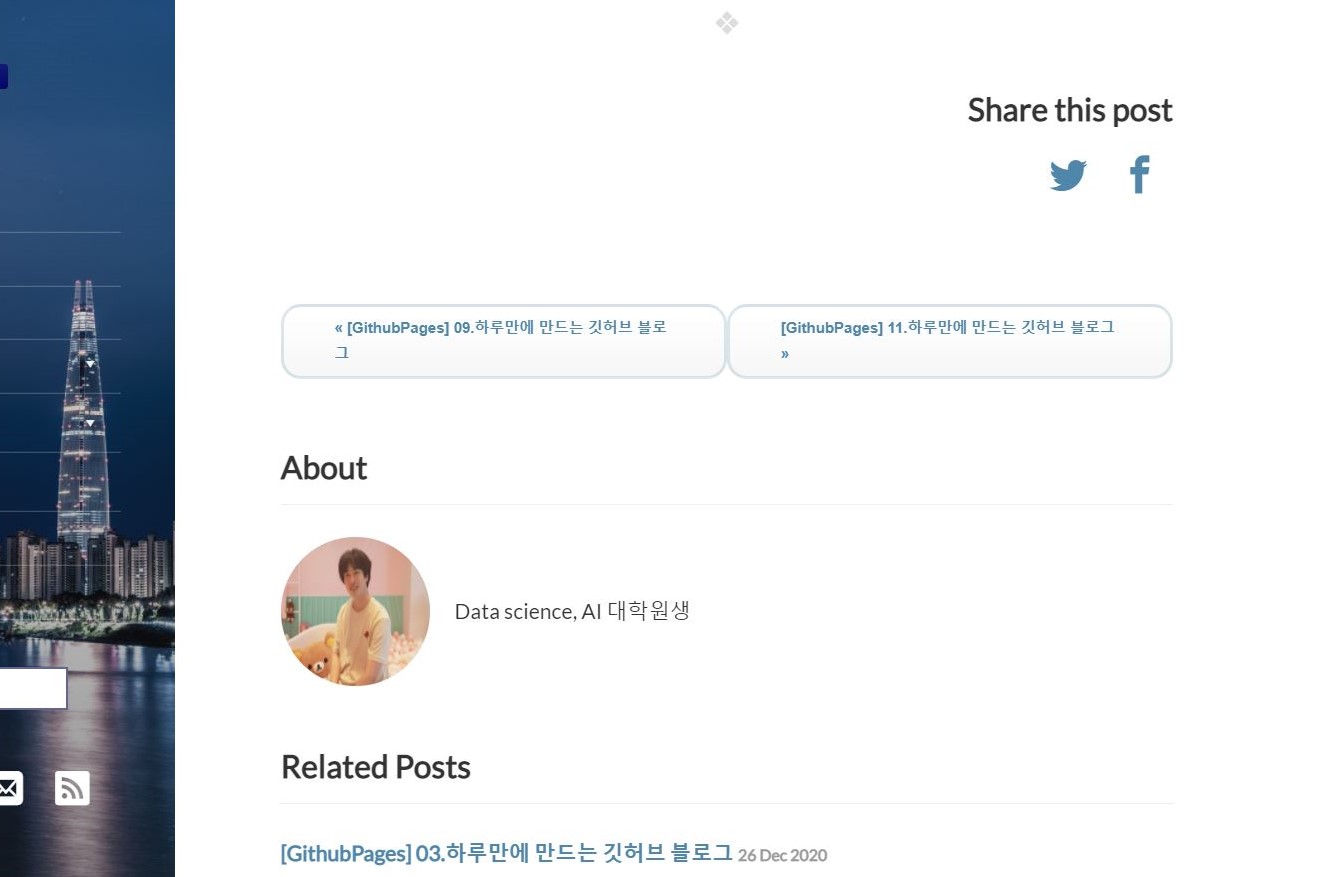 Share this post
« [GithubPages] 09.하루만에 만드는 깃허브 블로
그
[GithubPages] 11.하루만에 만드는 깃허브 블로그
»
About
Data science, AI 대학원생
Related Posts
[GithubPages] 03.하루만에 만드는 깃허브 블로그 26 Dec 2020